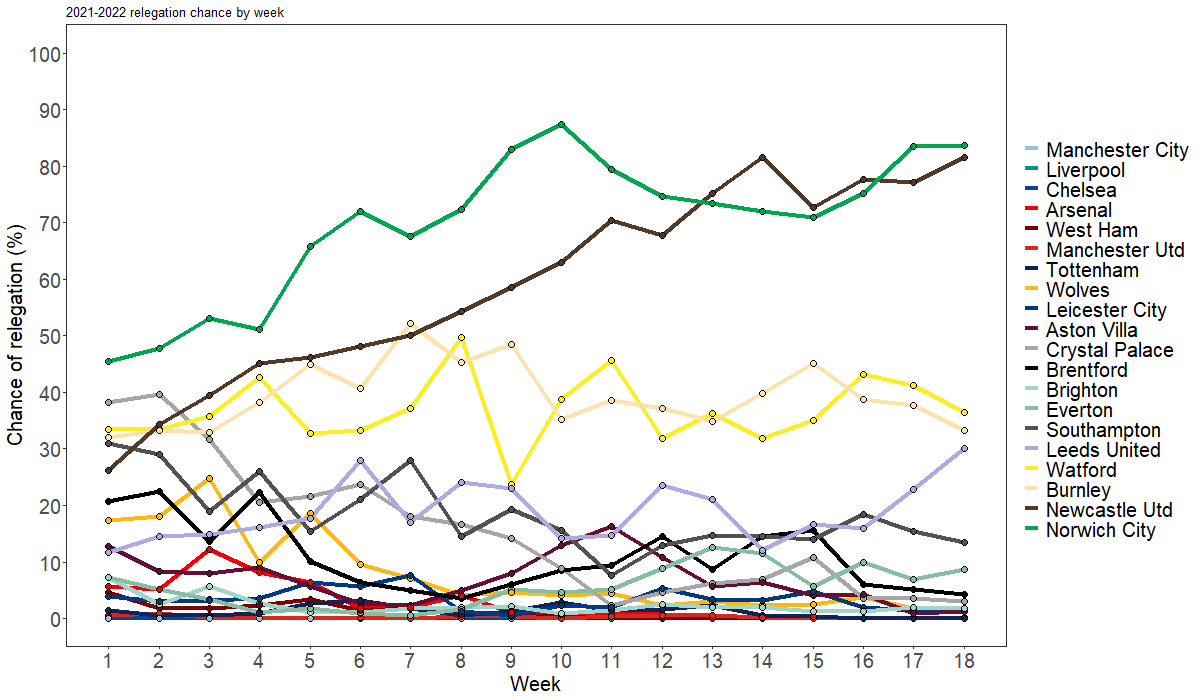 2021-2022 relegation chance by week
Chance of relegation (%)
100
90
80
70
60
50
40
30
20
10
0
1 2 3 4 5 6 7 8 9 10 11 12 13 14 15 16 17 18
Week
Manchester City
Liverpool
Chelsea
Arsenal
West Ham
Manchester Utd
Tottenham
Wolves
Leicester City
Aston Villa
Crystal Palace
Brentford
Brighton
Everton
Southampton
Leeds United
Watford
Burnley
Newcastle Utd
Norwich City